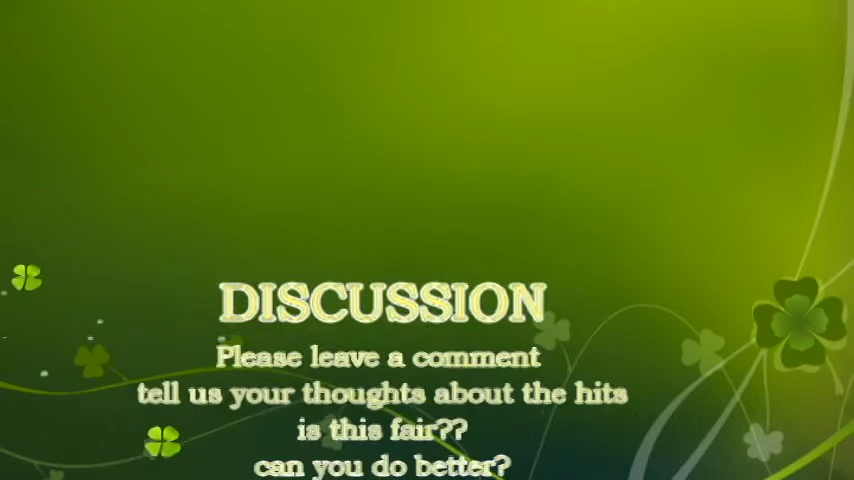 DISCUSSION
Please leave a comment
tell us your thoughts about the hits
is this fair??
can you do better?